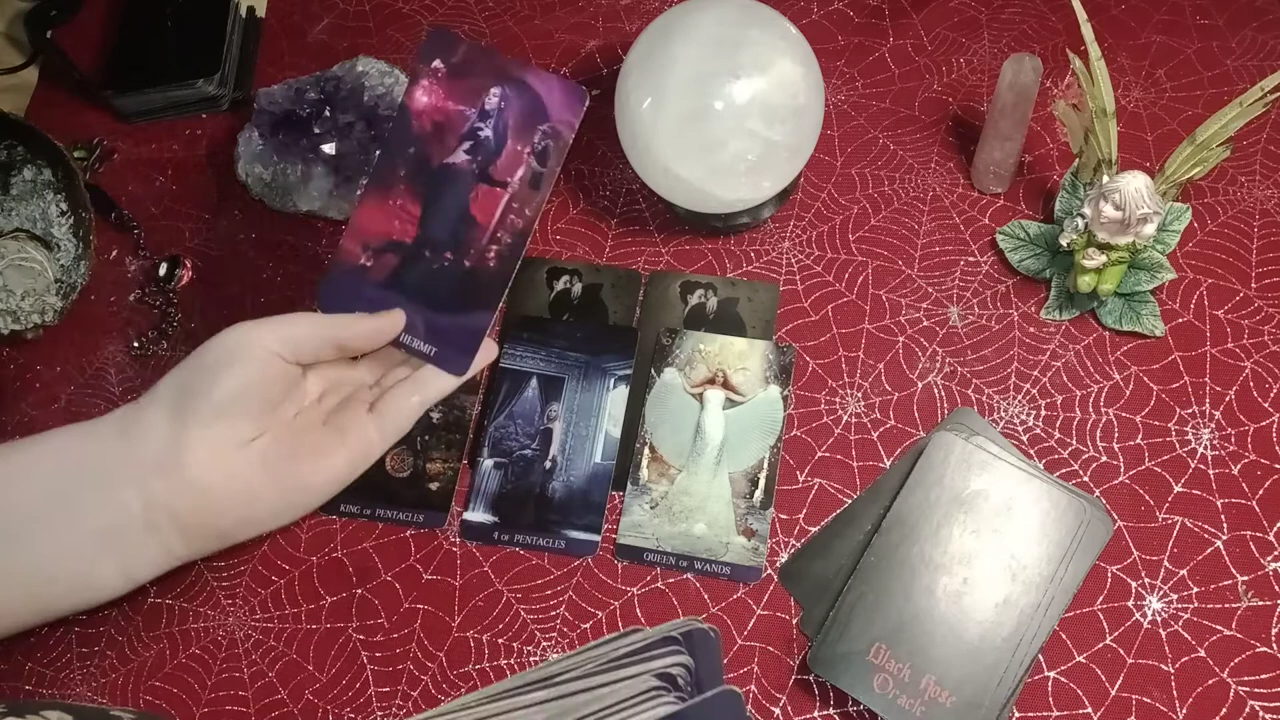 HERMIT
KING OF PENTACLES
4 OF PENTACLES
QUEEN OF WANDS
Black Rose
Oracle